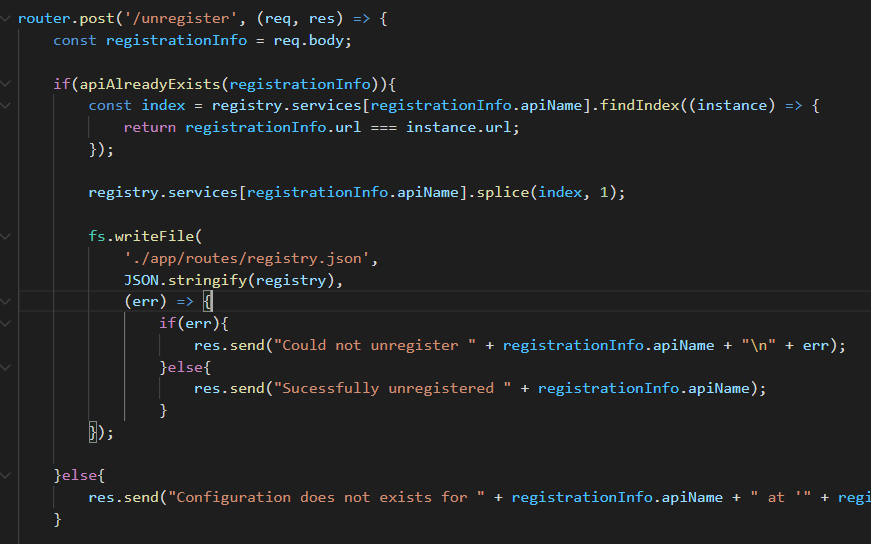 router.post('/unregister', (req, res) => {
const registrationInfo = req.body;
if(apiAlreadyExists(registrationInfo)){
const index = registry.services[registrationInfo.apiName].findIndex((instance) => {
return registrationInfo.url === instance.url;
});
registry.services[registrationInfo.apiName].splice(index, 1);
fs.writeFile(
'./app/routes/registry.json',
JSON.stringify(registry),
(err) => {
if(err){
res.send("Could not unregister " + registrationInfo.apiName + "\n" + err);
}else{
res.send("Sucessfully unregistered " + registrationInfo.apiName);
}
});
}else{
res.send("Configuration does not exists for " + registrationInfo.apiName + " at '" + regi
}